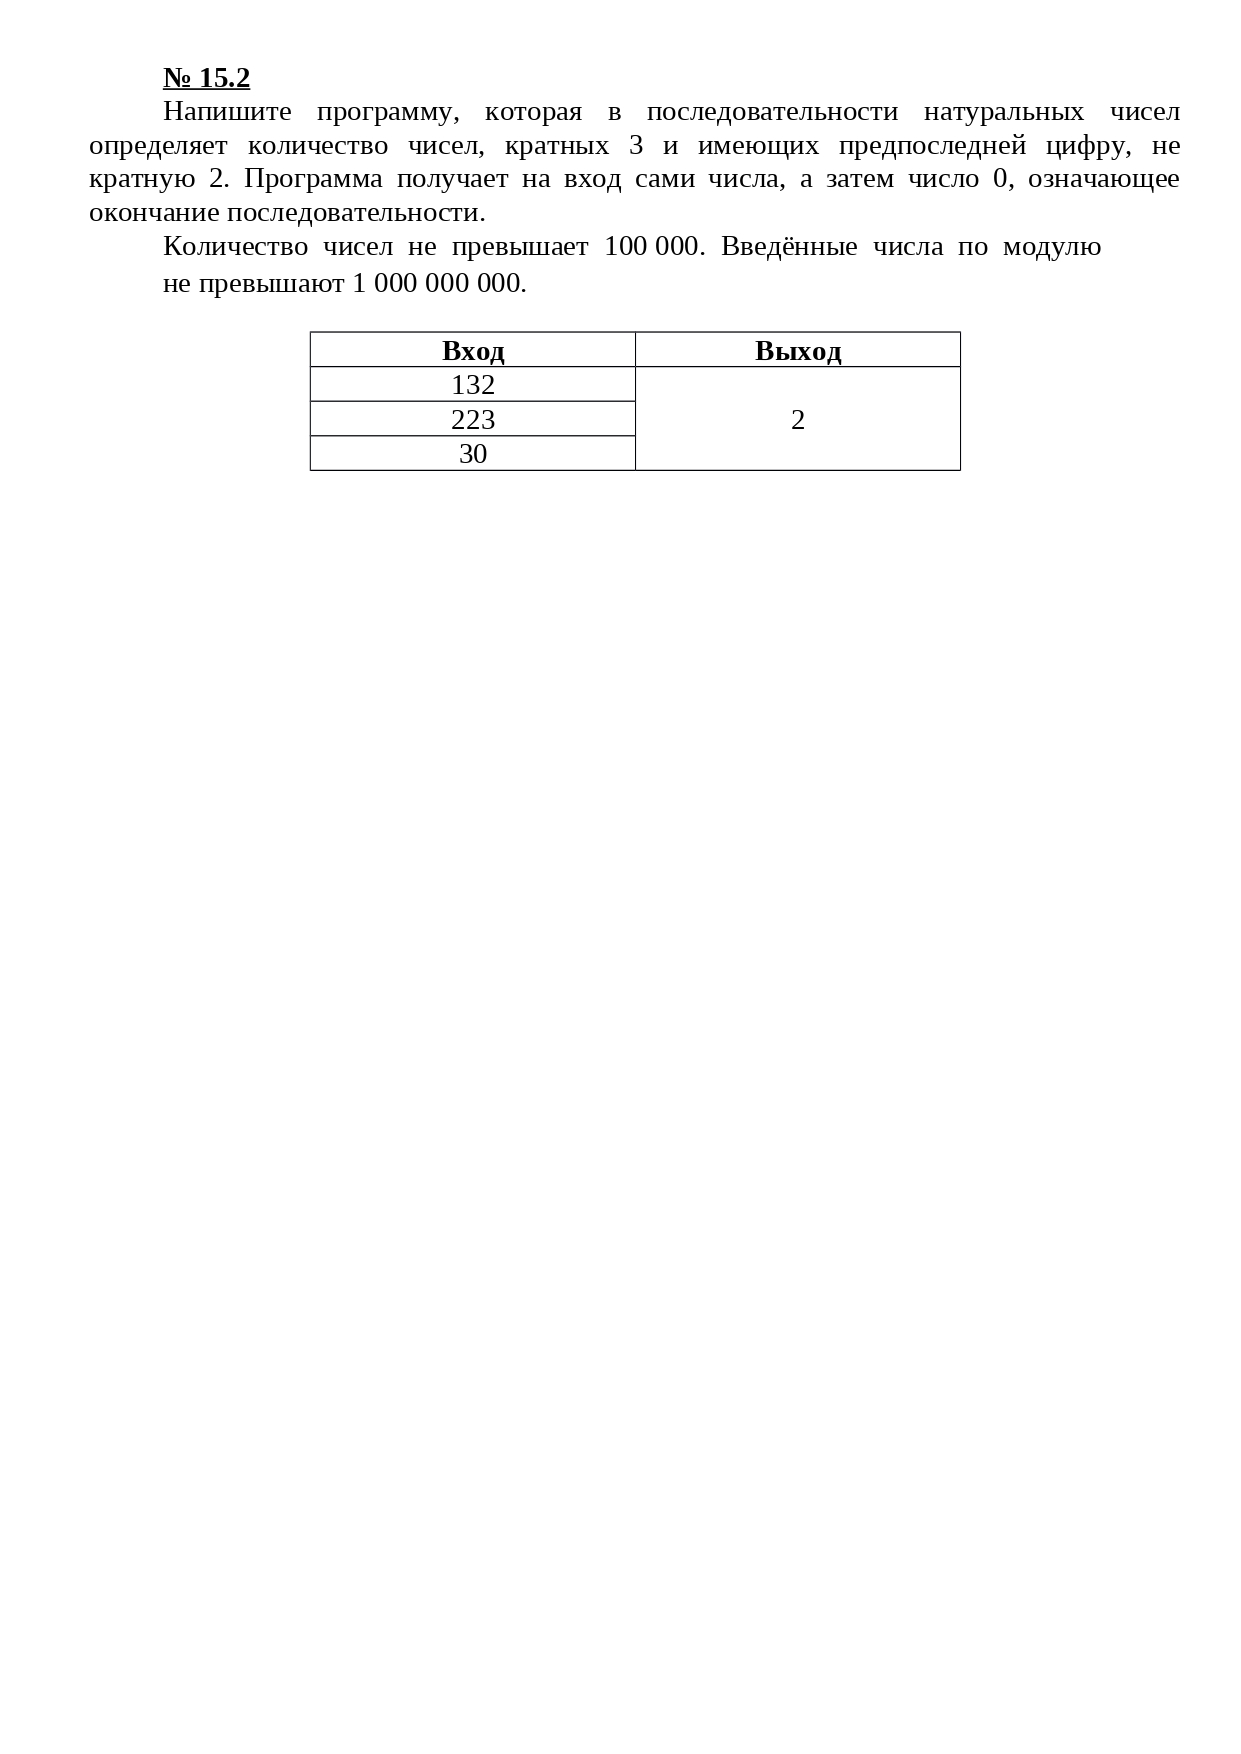 № 15.2
Напишите программу, которая в последовательности натуральных чисел
определяет количество чисел, кратных 3 и имеющих предпоследней цифру, не
кратную 2. Программа получает на вход сами числа, а затем число 0, означающее
окончание последовательности.
Количество чисел не превышает 100 000. Введённые числа по модулю
не превышают 1 000 000 000.
Вход Выход
132
223 2
30